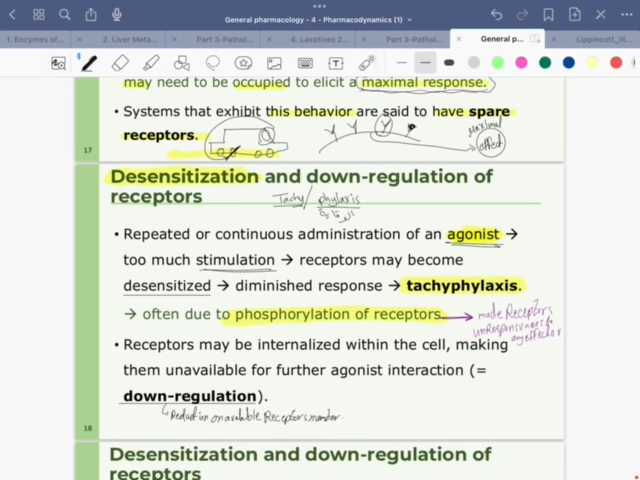 General pharmacology - 4 - Pharmacodynamics (1)
1. Enzymes of...
2. Liver Meta...
Part 3-Pathol...
4. Laxatives 2...
Part 3-Pathol...
General p...
Lippincott_Ill...
may need to be occupied to elicit a maximal response.
• Systems that exhibit this behavior are said to have spare
receptors.
Maximal
effect
17
Desensitization and down-regulation of
receptors
Tachy/phylaxis
• Repeated or continuous administration of an agonist →
too much stimulation → receptors may become
desensitized → diminished response → tachyphylaxis.
→ often due to phosphorylation of receptors.
made Receptors
• Receptors may be internalized within the cell, making
them unavailable for further agonist interaction (=
down-regulation).
Reduction on available Receptors number.
18
Desensitization and down-regulation of
receptors